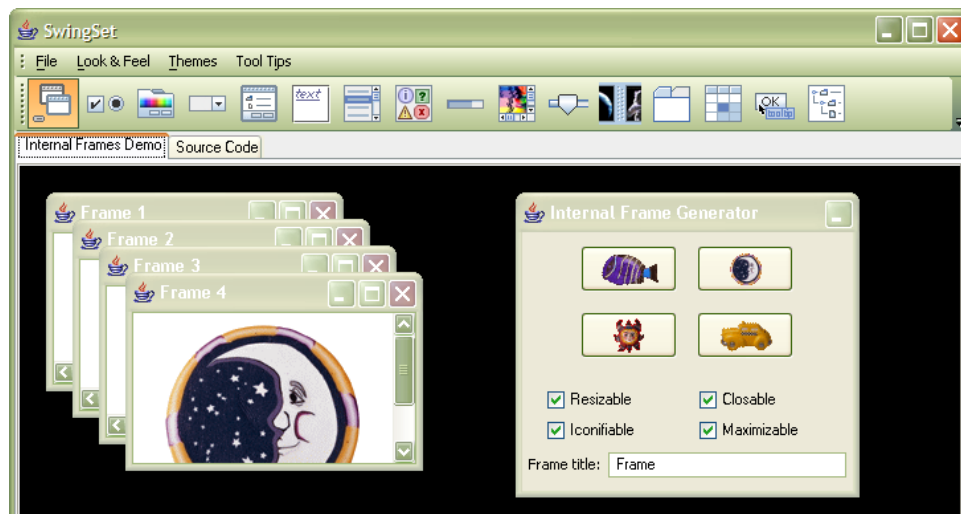 SwingSet
File Look & Feel Themes Tool Tips
text
OK
tooltip
Internal Frames Demo Source Code
Frame 1
Frame 2
Frame 3
Frame 4
Internal Frame Generator
Resizable Closable
Iconifiable Maximizable
Frame title: Frame